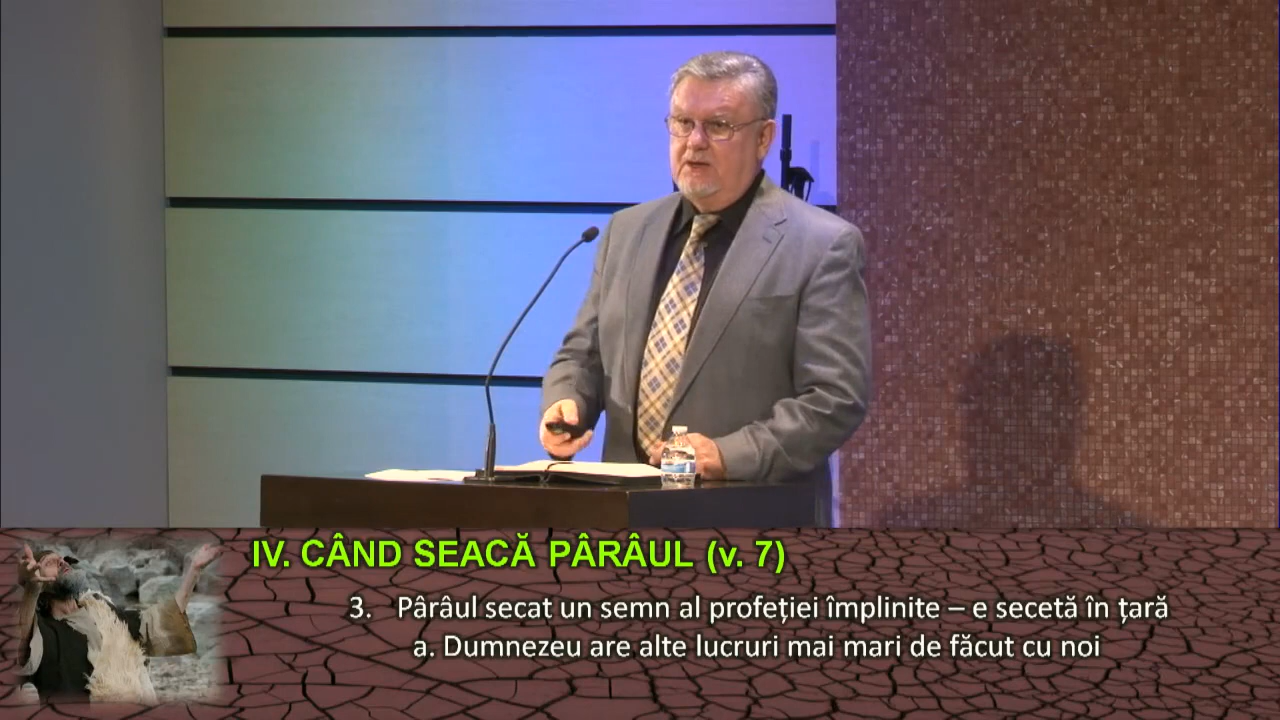 IV. CÂND SEACĂ PÂRÂUL (v. 7)
3. Pârâul secat un semn al profeției împlinite – e secetă în țară
a. Dumnezeu are alte lucruri mai mari de făcut cu noi